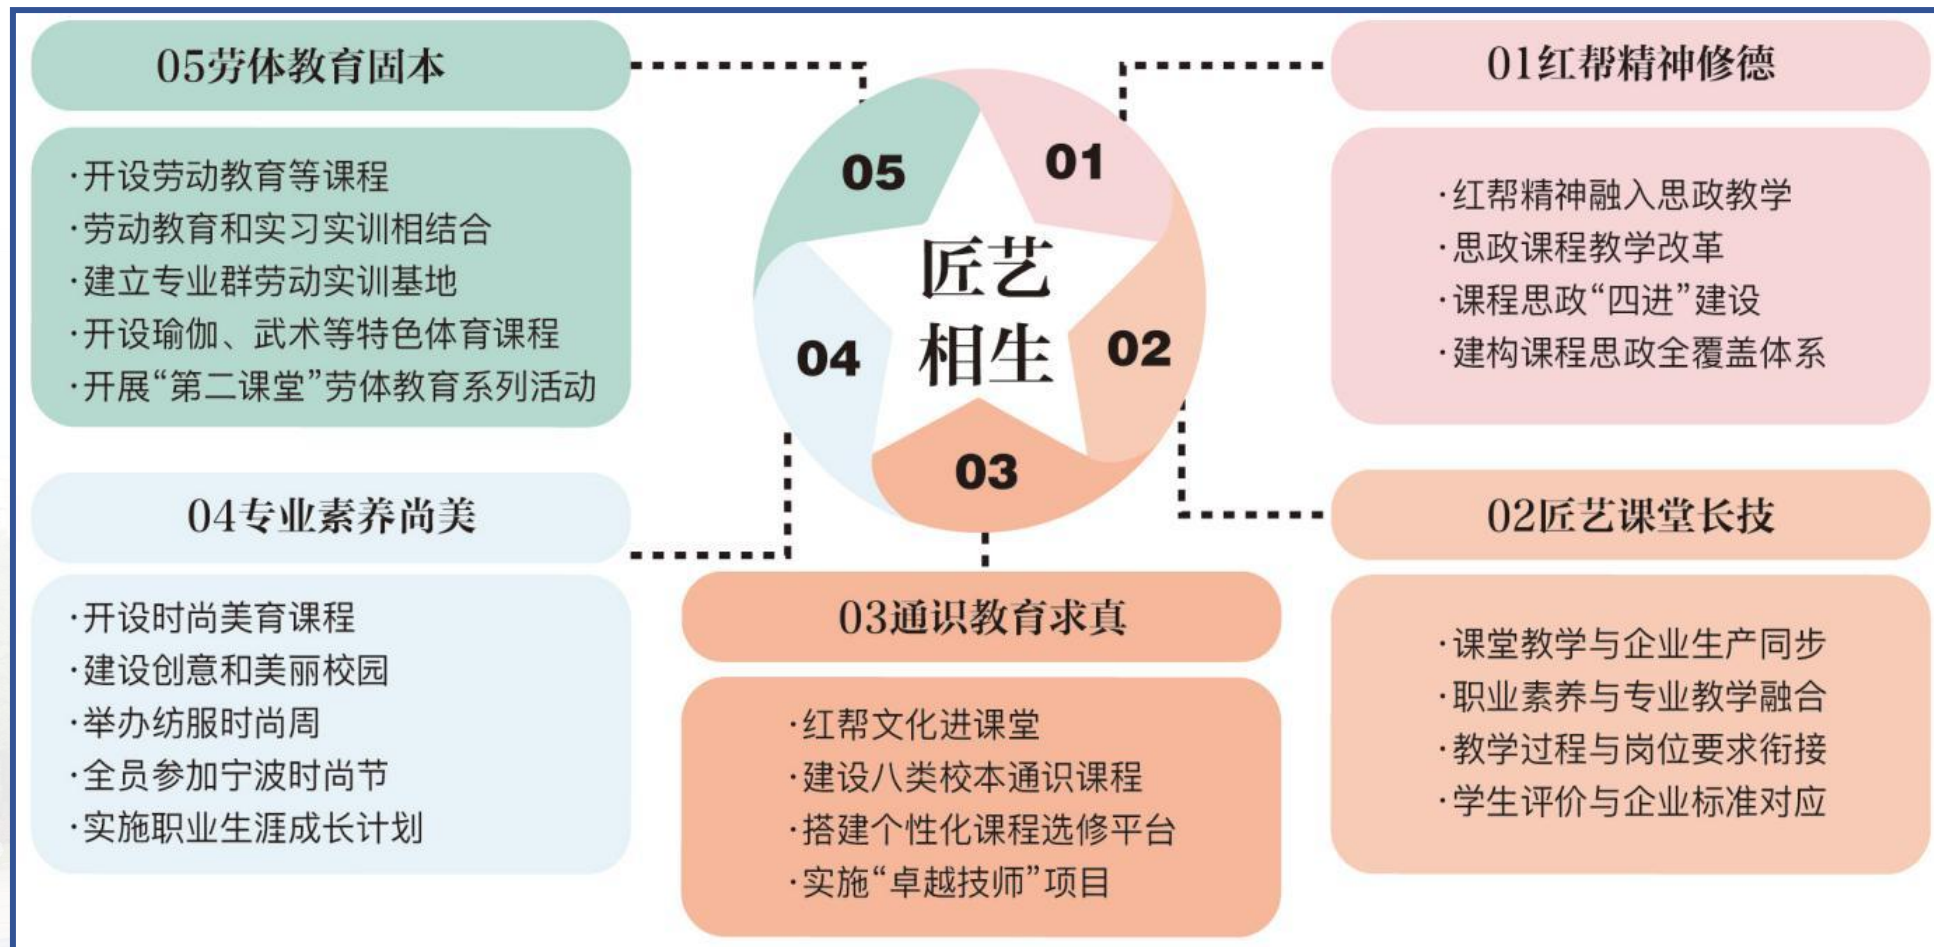 05劳体教育固本
·开设劳动教育等课程
·劳动教育和实习实训相结合
·建立专业群劳动实训基地
·开设瑜伽、武术等特色体育课程
·开展“第二课堂”劳体教育系列活动
04专业素养尚美
·开设时尚美育课程
·建设创意和美丽校园
·举办纺服时尚周
·全员参加宁波时尚节
·实施职业生涯成长计划
05
01
04
02
03
匠艺
相生
03通识教育求真
·红帮文化进课堂
·建设八类校本通识课程
·搭建个性化课程选修平台
·实施“卓越技师”项目
01红帮精神修德
·红帮精神融入思政教学
·思政课程教学改革
·课程思政“四进”建设
·建构课程思政全覆盖体系
02匠艺课堂长技
·课堂教学与企业生产同步
·职业素养与专业教学融合
·教学过程与岗位要求衔接
·学生评价与企业标准对应